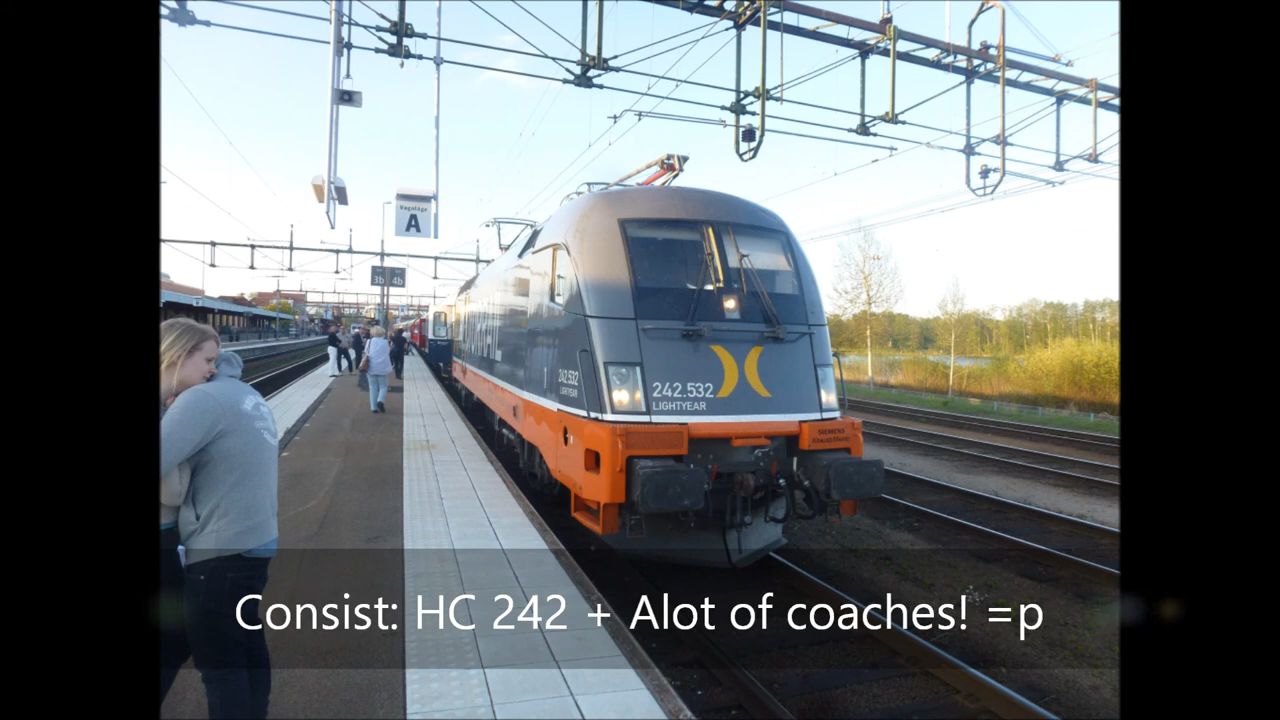 Vagnläge
A
3b 4b
242.532
LIGHTYEAR
242.532
LIGHTYEAR
SIEMENS
Consist: HC 242 + Alot of coaches! =p